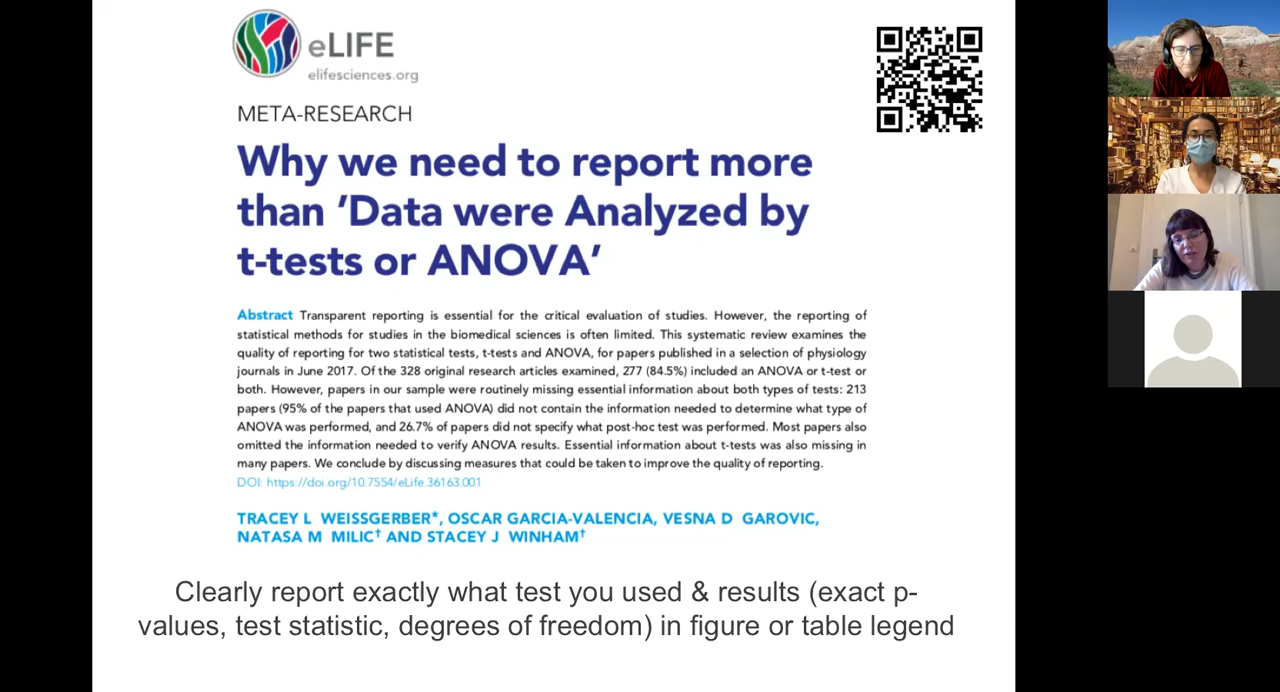 eLIFE
elifesciences.org
META-RESEARCH
Why we need to report more
than ‘Data were Analyzed by
t-tests or ANOVA’
Abstract Transparent reporting is essential for the critical evaluation of studies. However, the reporting of
statistical methods for studies in the biomedical sciences is often limited. This systematic review examines the
quality of reporting for two statistical tests, t-tests and ANOVA, for papers published in a selection of physiology
journals in June 2017. Of the 328 original research articles examined, 277 (84.5%) included an ANOVA or t-test or
both. However, papers in our sample were routinely missing essential information about both types of tests: 213
papers (95% of the papers that used ANOVA) did not contain the information needed to determine what type of
ANOVA was performed, and 26.7% of papers did not specify what post-hoc test was performed. Most papers also
omitted the information needed to verify ANOVA results. Essential information about t-tests was also missing in
many papers. We conclude by discussing measures that could be taken to improve the quality of reporting.
DOI: https://doi.org/10.7554/eLife.36163.001
TRACEY L WEISSGERBER*, OSCAR GARCIA-VALENCIA, VESNA D GAROVIC,
NATASA M MILIC† AND STACEY J WINHAM†
Clearly report exactly what test you used & results (exact p-
values, test statistic, degrees of freedom) in figure or table legend